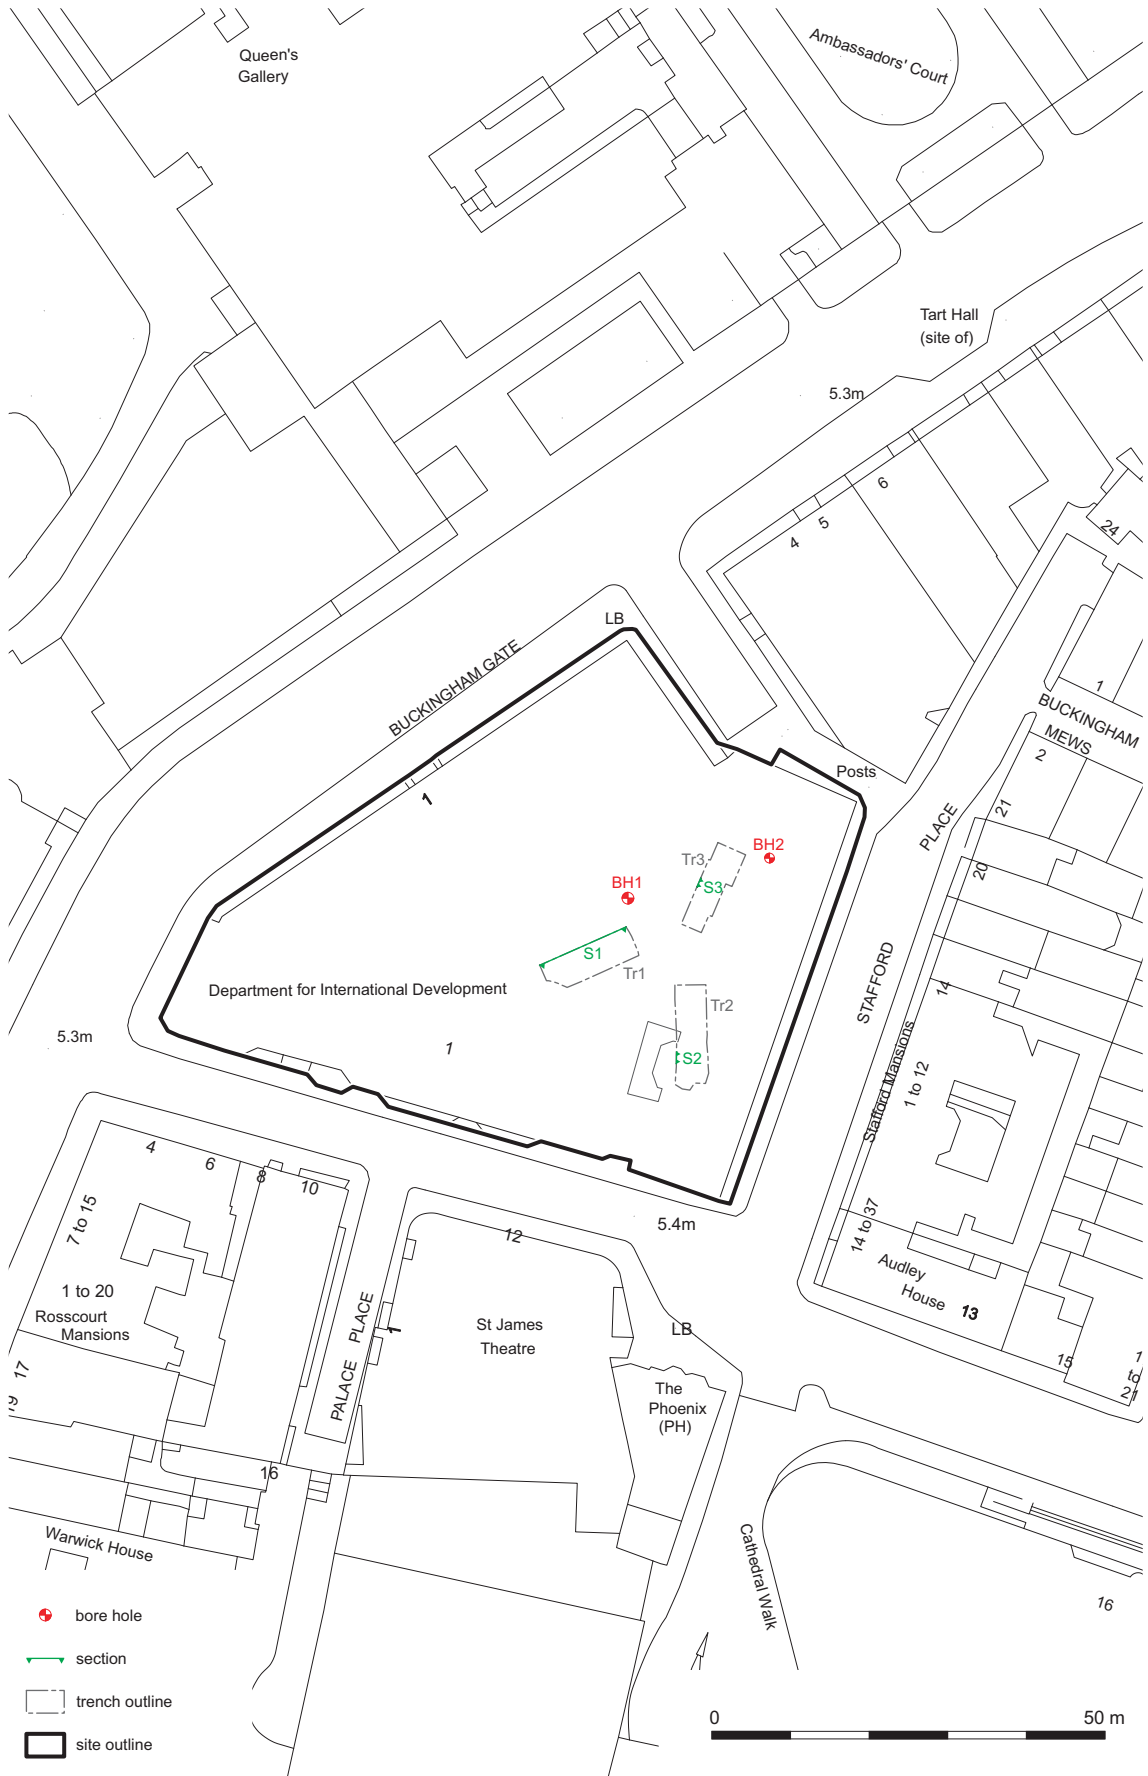 Queen's
Gallery
Ambassadors' Court
Tart Hall
(site of)
5.3m
6
5
4
24
LB
BUCKINGHAM GATE
1
BUCKINGHAM
MEWS
2
Posts
1
21
PLACE
BH2
Tr3
20
BH1
S3
S1
Tr1
STAFFORD
14
Department for International Development
Tr2
5.3m
1
S2
Stafford Mansions
1 to 12
4
6
8
10
7 to 15
5.4m
12
14 to 37
Audley
House
13
1 to 20
Rosscourt
Mansions
PALACE PLACE
1
St James
Theatre
LB
15
1
to
21
17
19
The
Phoenix
(PH)
16
Warwick House
Cathedral Walk
16
bore hole
section
trench outline
site outline
0
50 m